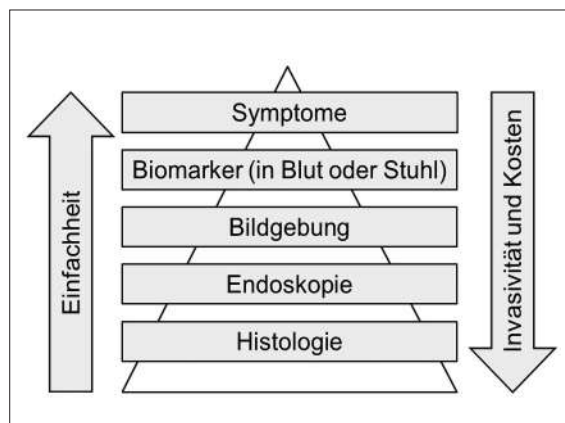 Einfachheit
Symptome
Biomarker (in Blut oder Stuhl)
Bildgebung
Endoskopie
Histologie
Invasivität und Kosten